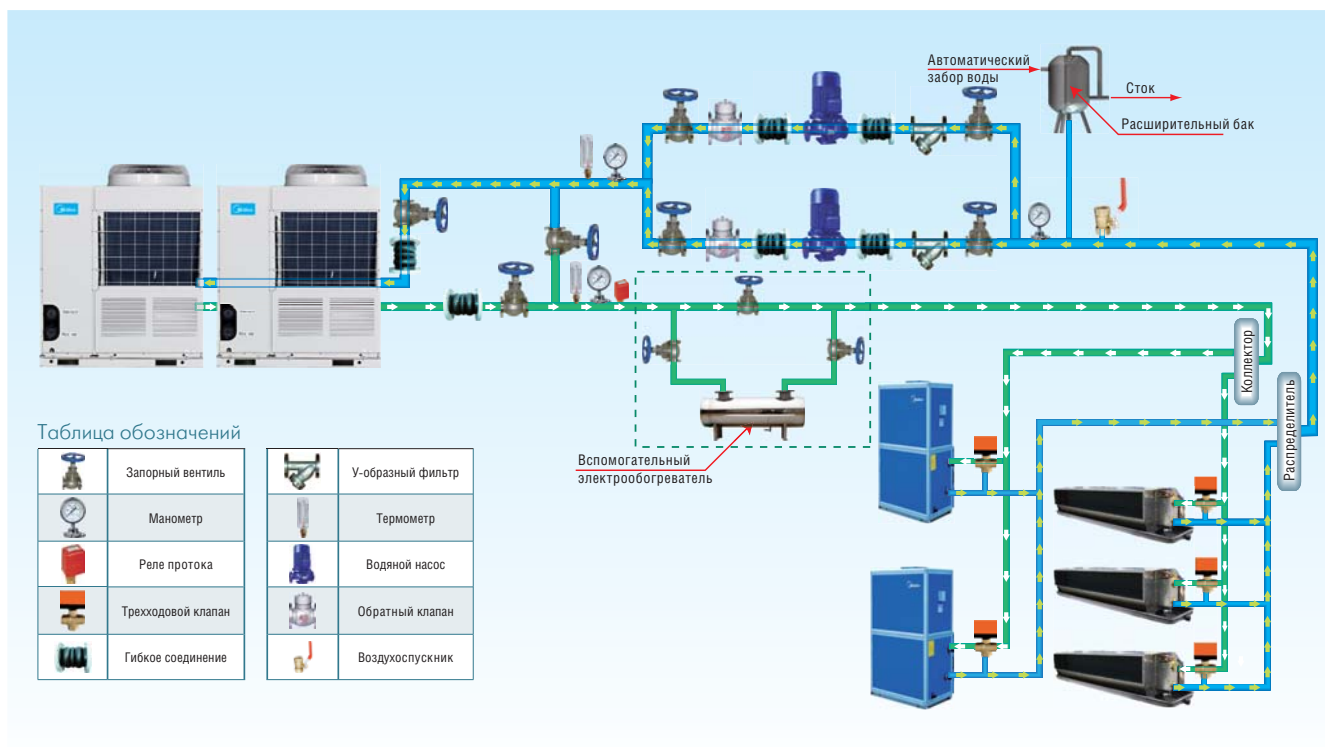 Автоматический
забор воды
Сток
Расширительный бак
Коллектор
Распределитель
Вспомогательный
электрообогреватель
Таблица обозначений
Запорный вентиль
У-образный фильтр
Манометр
Термометр
Реле протока
Водяной насос
Трехходовой клапан
Обратный клапан
Гибкое соединение
Воздухоспускник